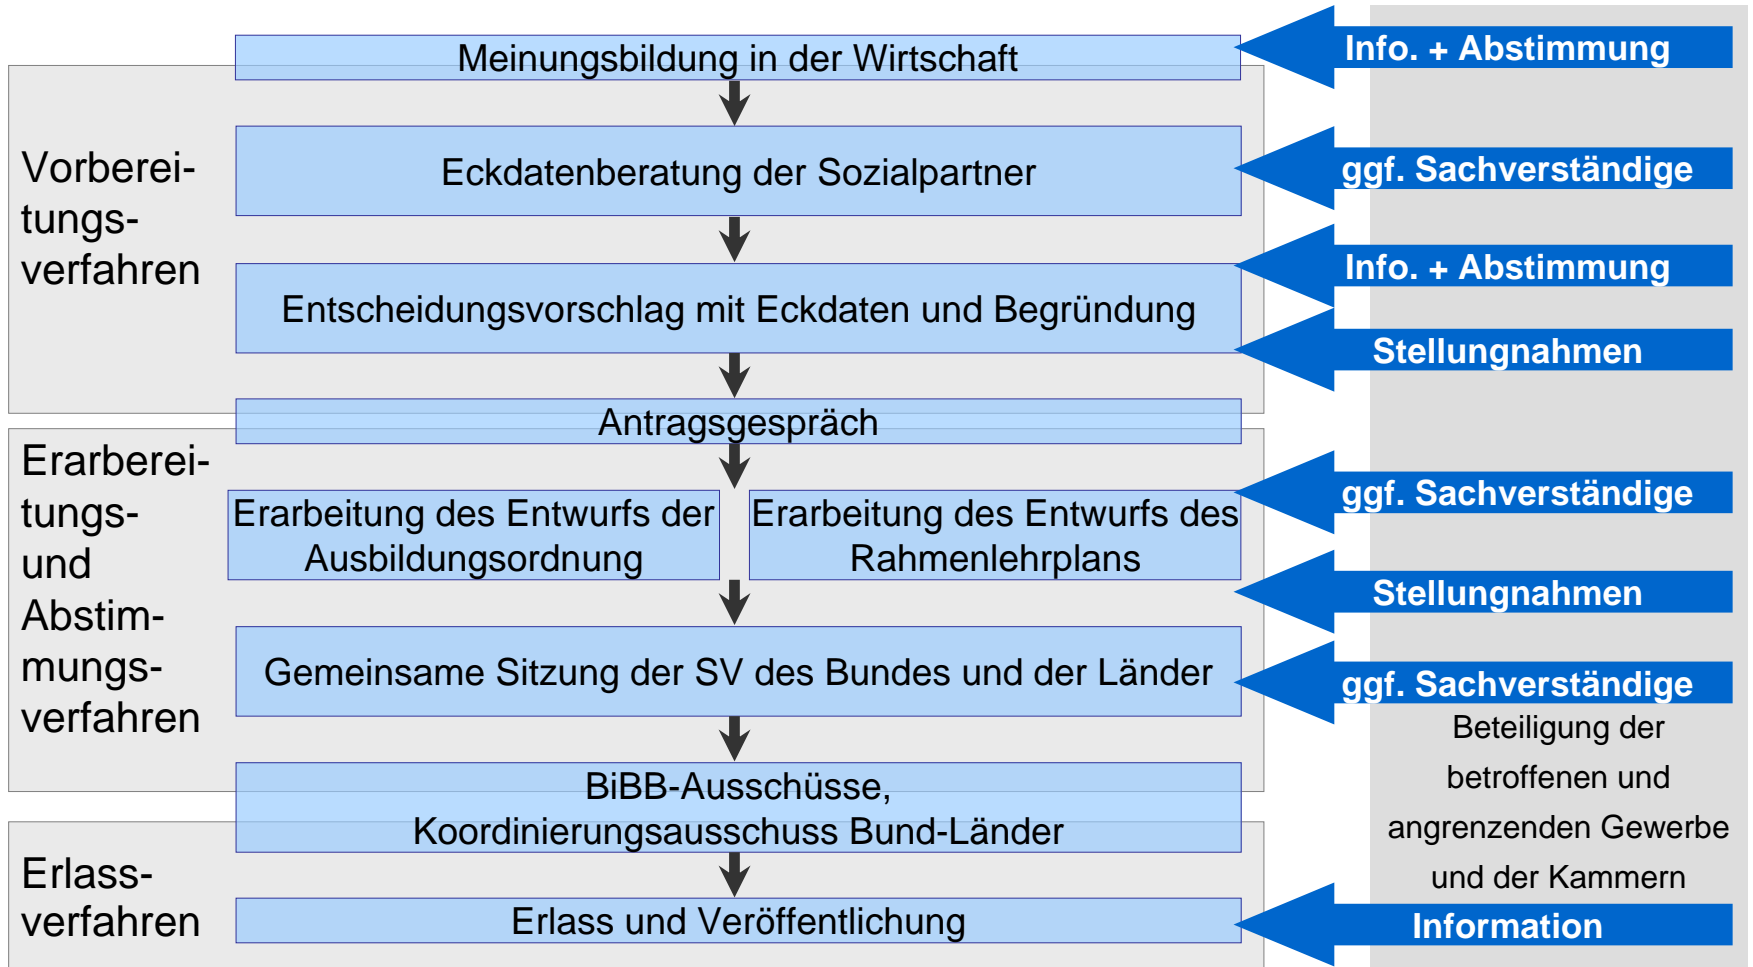 Meinungsbildung in der Wirtschaft
Info. + Abstimmung
Vorberei-
tungs-
verfahren
Eckdatenberatung der Sozialpartner
ggf. Sachverständige
Entscheidungsvorschlag mit Eckdaten und Begründung
Info. + Abstimmung
Stellungnahmen
Antragsgespräch
Erarberei-
tungs-
und
Abstim-
mungs-
verfahren
Erarbeitung des Entwurfs der
Ausbildungsordnung
Erarbeitung des Entwurfs des
Rahmenlehrplans
ggf. Sachverständige
Stellungnahmen
Gemeinsame Sitzung der SV des Bundes und der Länder
ggf. Sachverständige
Beteiligung der
betroffenen und
angrenzenden Gewerbe
und der Kammern
BiBB-Ausschüsse,
Koordinierungsausschuss Bund-Länder
Erlass-
verfahren
Erlass und Veröffentlichung
Information